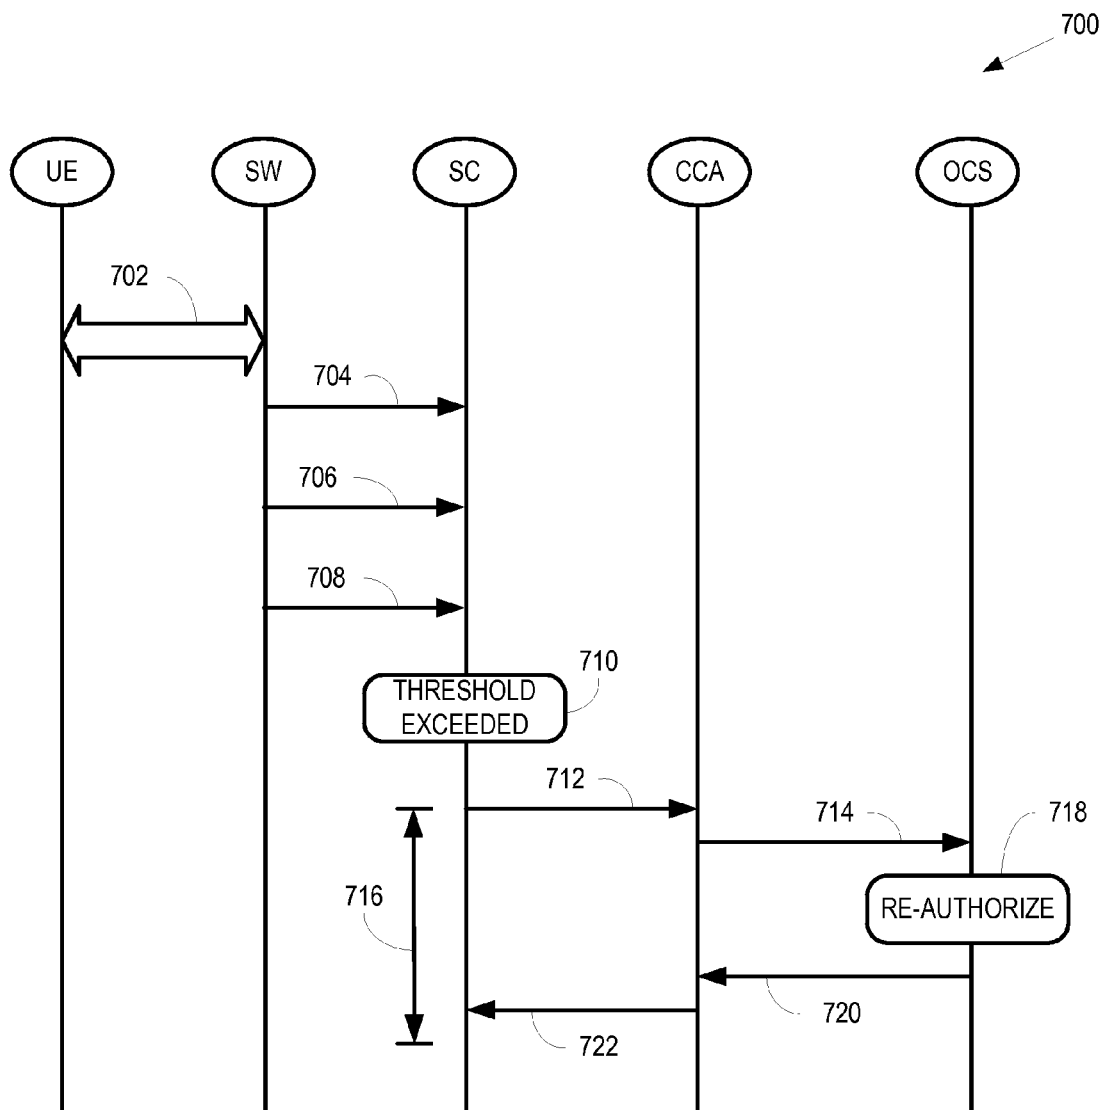 700
UE
SW
SC
CCA
OCS
702
704
706
708
710
THRESHOLD
EXCEEDED
712
714
718
716
RE-AUTHORIZE
720
722